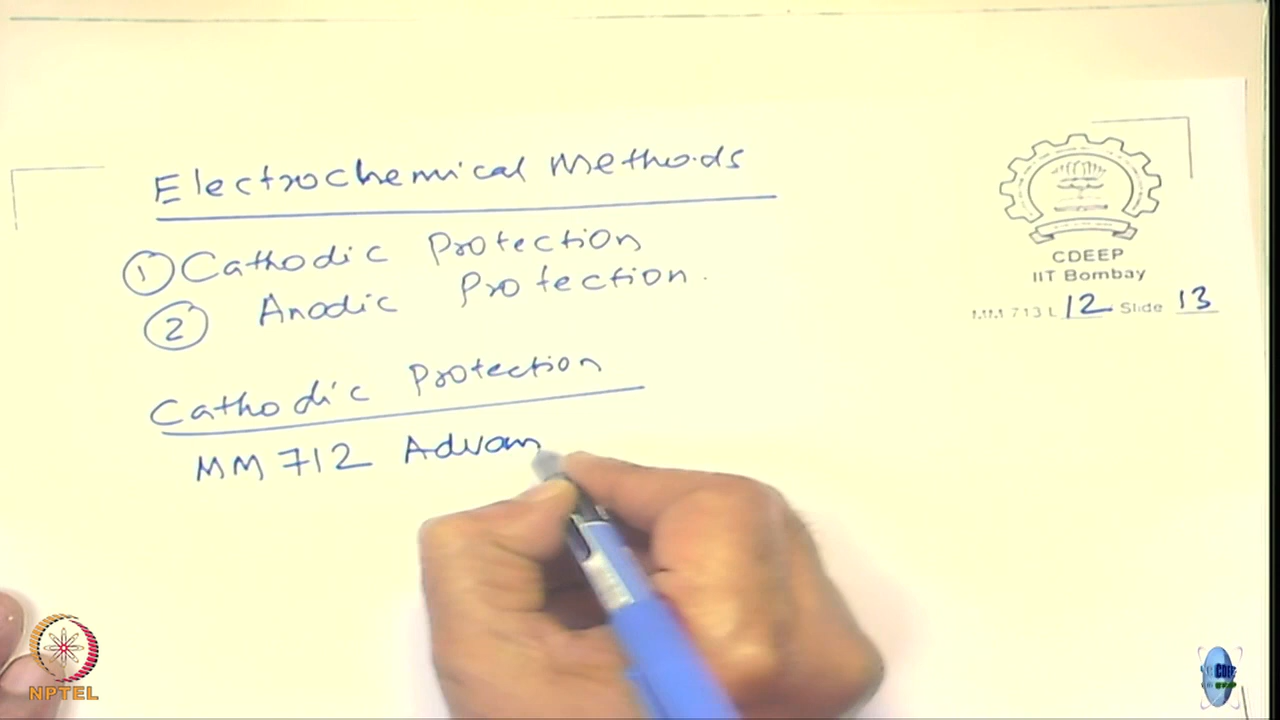 Electrochemical Methods
① Cathodic Protection
② Anodic Protection.
Cathodic Protection
MM 712 Advan
CDEEP
IIT Bombay
MM 713 L 12 Slide 13
NPTEL
CDEEP